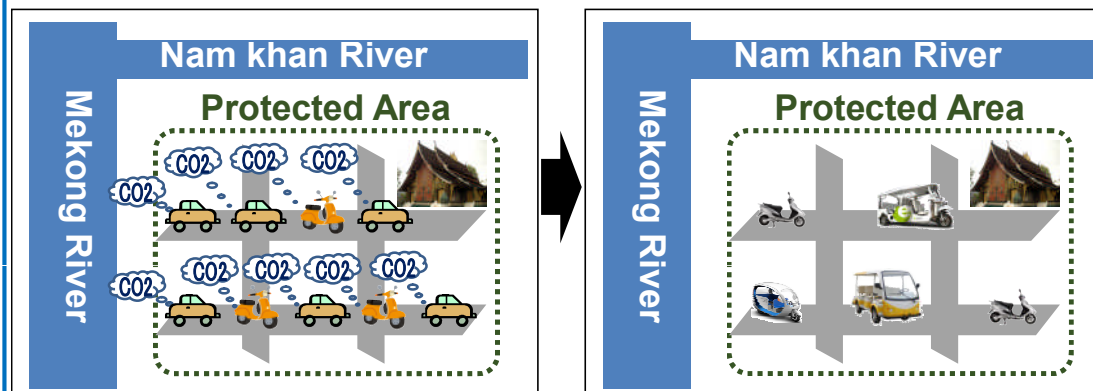 Nam khan River
Mekong River
Protected Area
CO2
CO2
CO2
CO2
CO2
CO2
CO2
CO2
CO2
Nam khan River
Mekong River
Protected Area
e